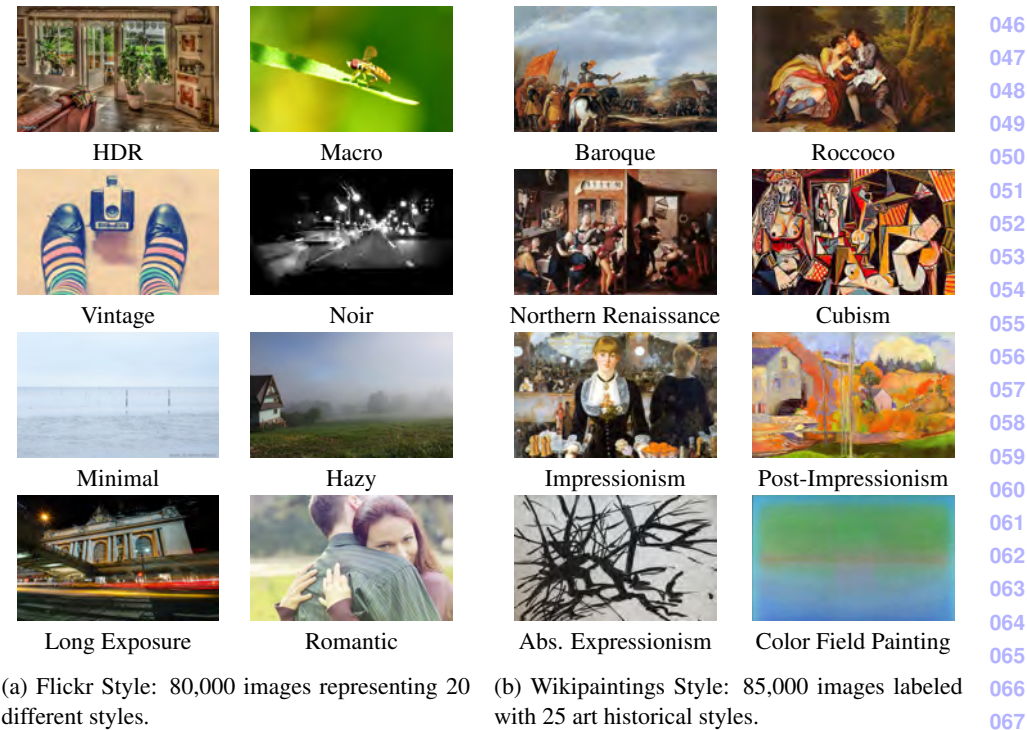 HDR
Macro
Vintage
Noir
Minimal
Hazy
Long Exposure
Romantic
(a) Flickr Style: 80,000 images representing 20
different styles.
Baroque
Roccoco
Northern Renaissance
Cubism
Impressionism
Post-Impressionism
Abs. Expressionism
Color Field Painting
(b) Wikipaintings Style: 85,000 images labeled
with 25 art historical styles.
046
047
048
049
050
051
052
053
054
055
056
057
058
059
060
061
062
063
064
065
066
067